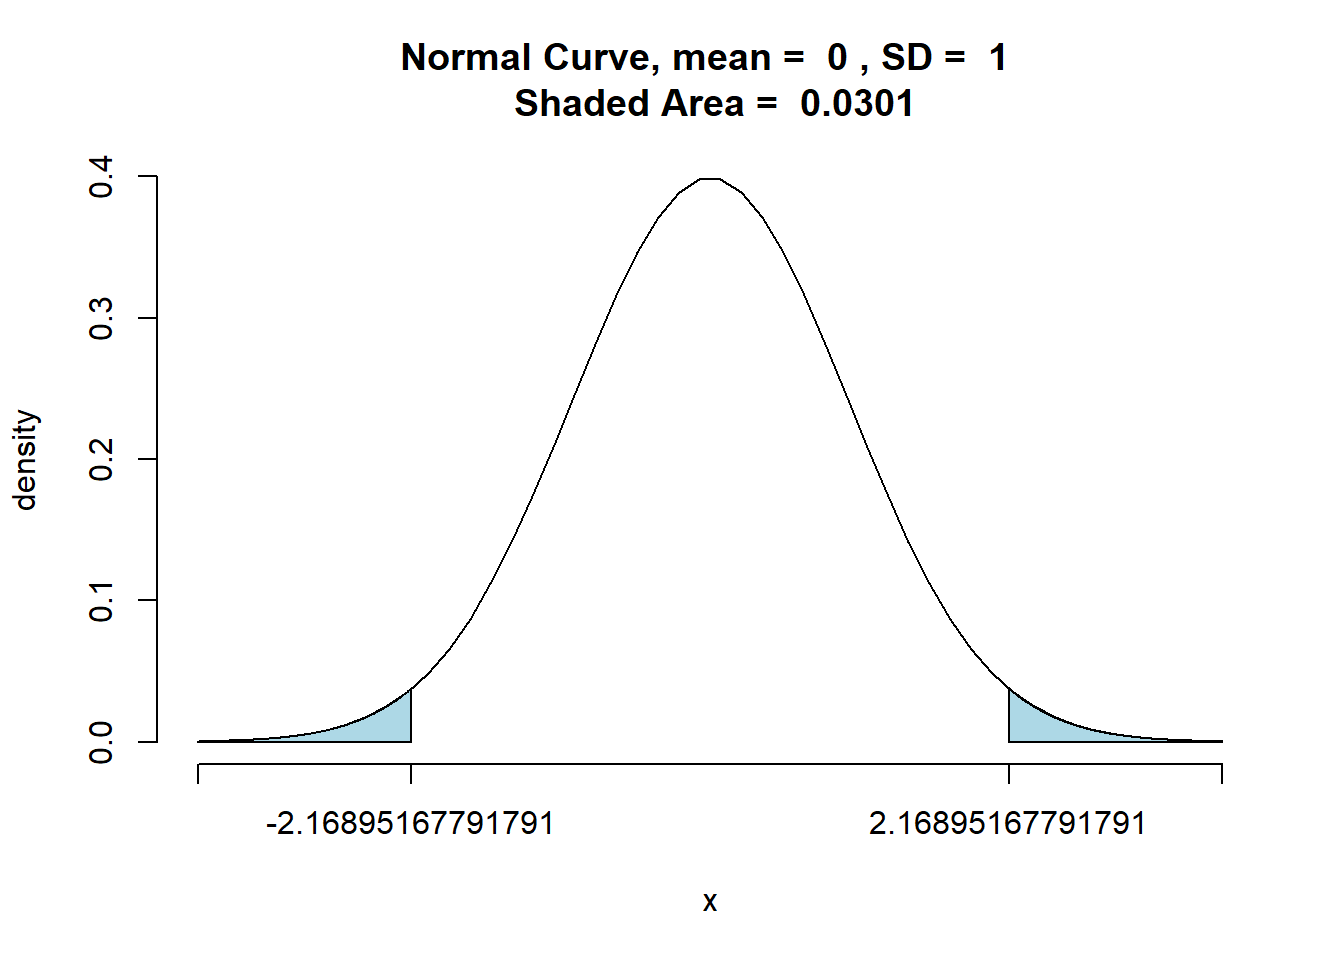 Normal Curve, mean =  0 , SD =  1
Shaded Area =  0.0301
0.4
0.3
0.2
0.1
0.0
density
-2.16895167791791
2.16895167791791
x